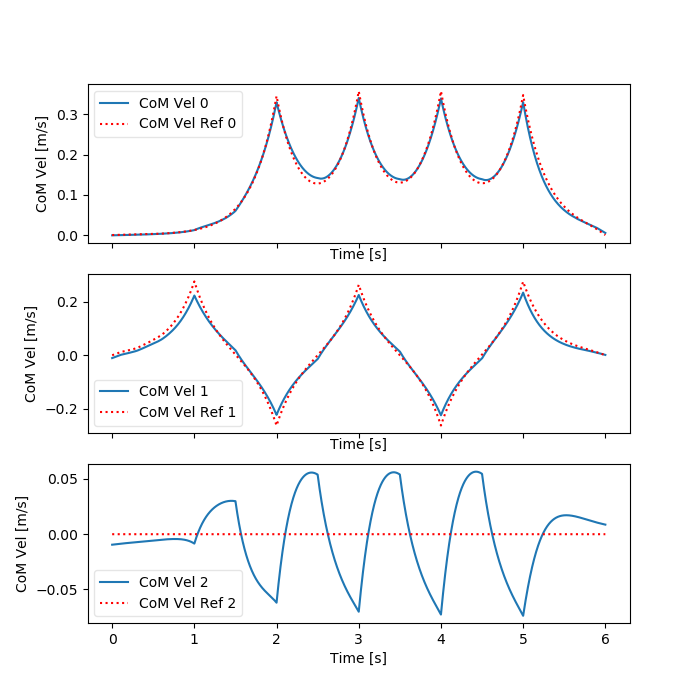 CoM Vel [m/s]
0.3
0.2
0.1
0.0
CoM Vel 0
CoM Vel Ref 0
Time [s]
CoM Vel [m/s]
0.2
0.0
−0.2
CoM Vel 1
CoM Vel Ref 1
Time [s]
CoM Vel [m/s]
0.05
0.00
−0.05
CoM Vel 2
CoM Vel Ref 2
0 1 2 3 4 5 6
Time [s]